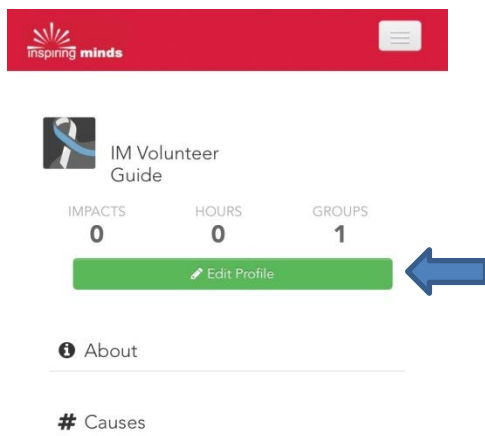 inspiring minds
IM Volunteer
Guide
IMPACTS HOURS GROUPS
0 0 1
Edit Profile
About
# Causes